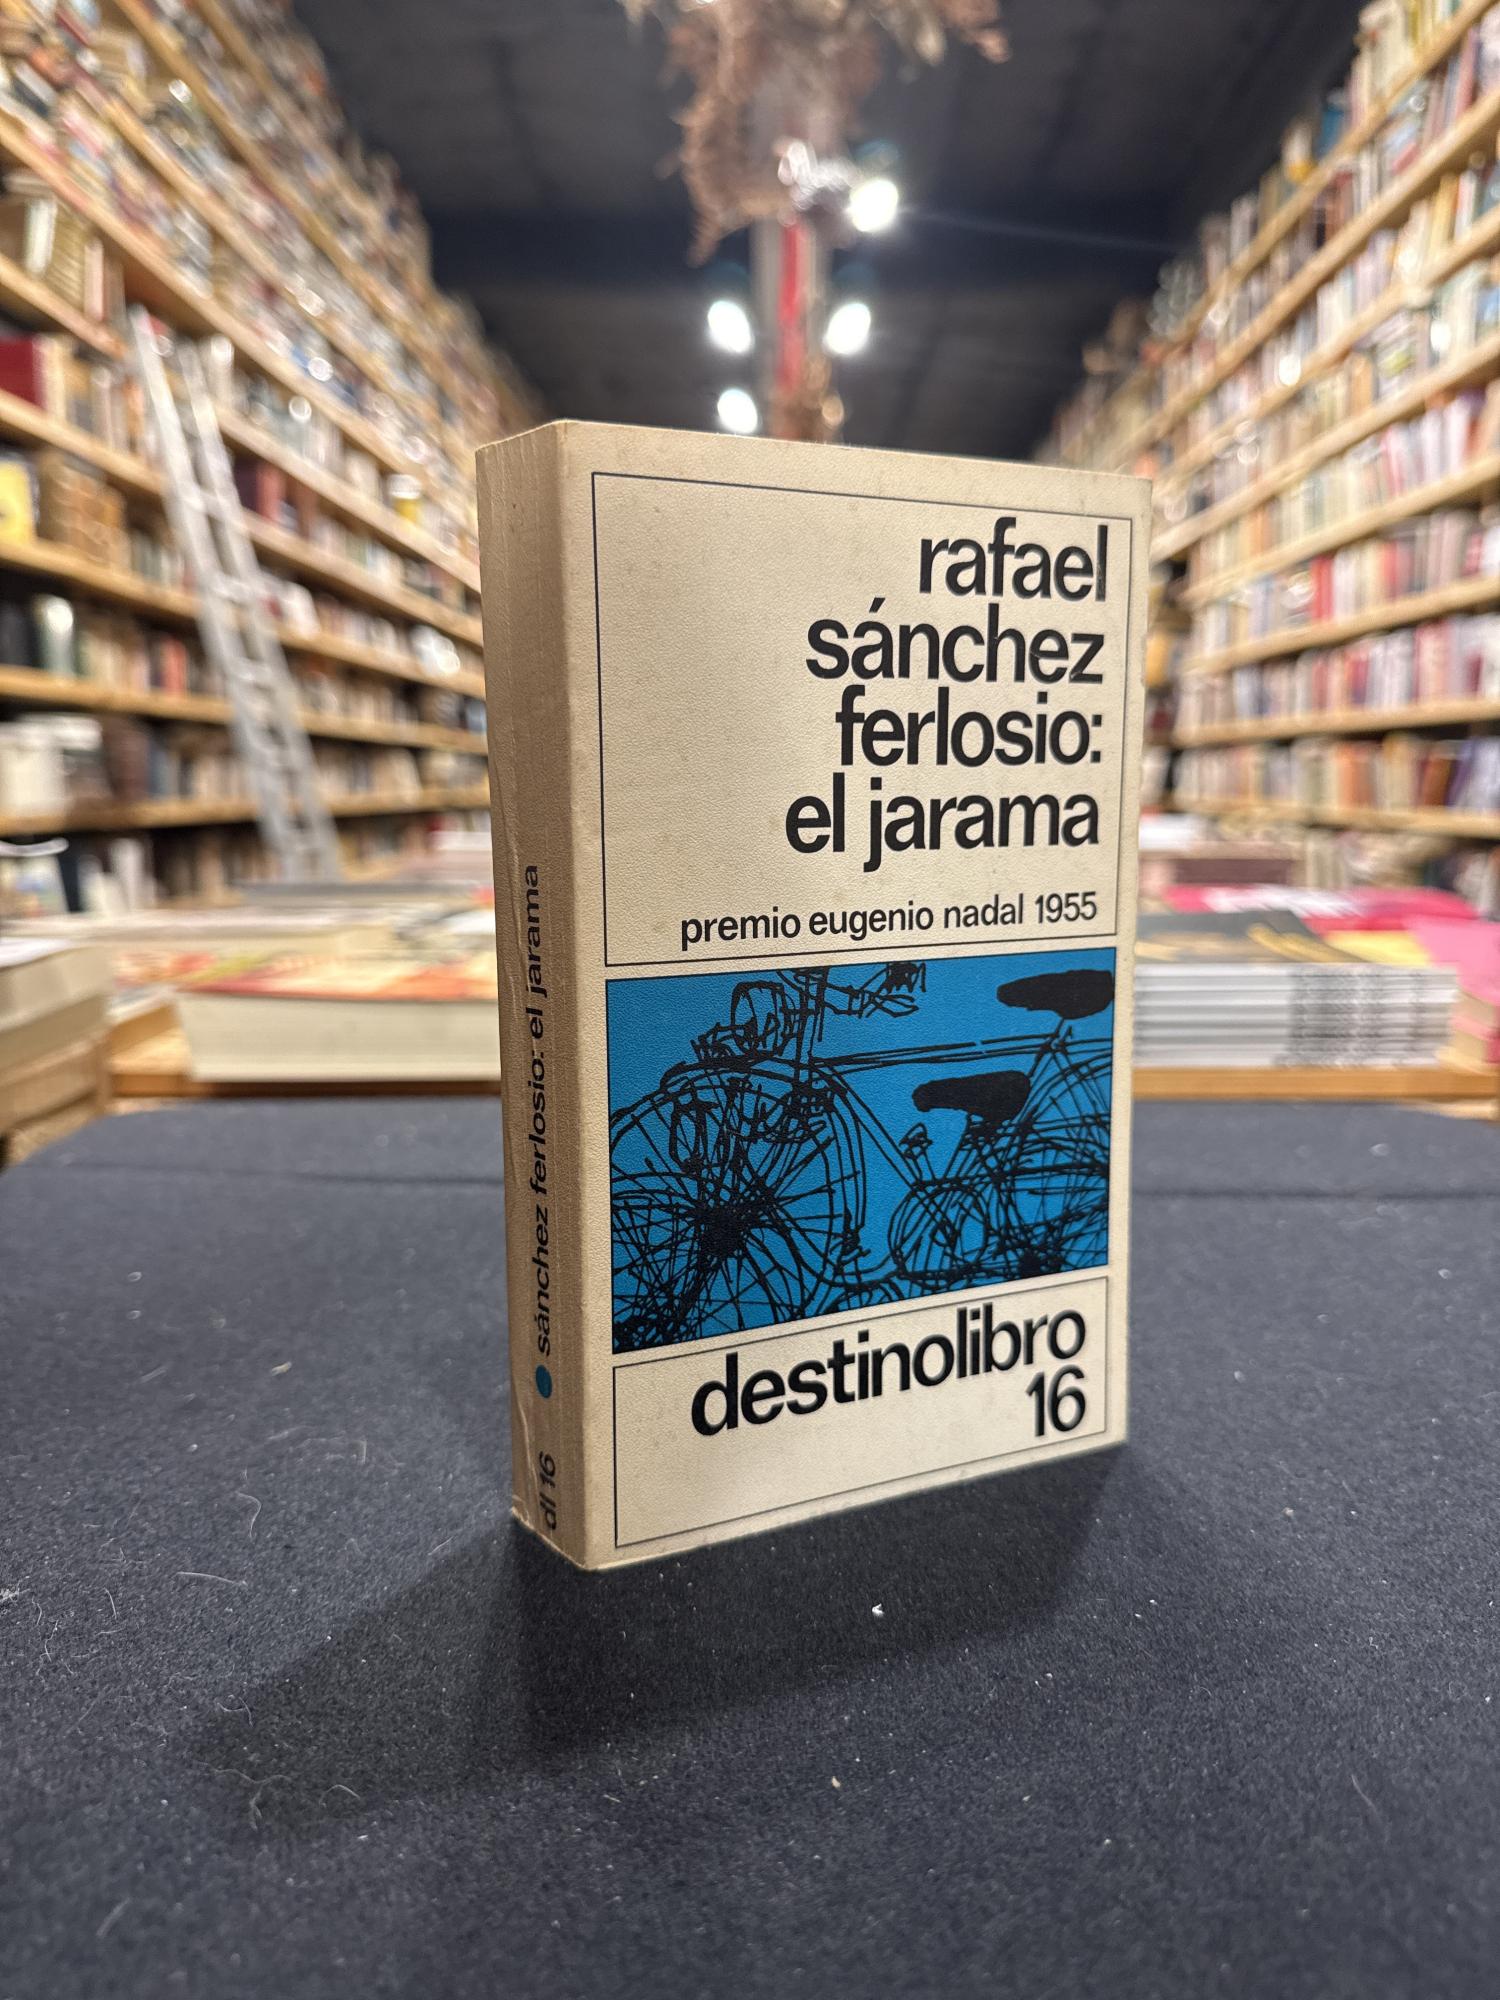 rafael
sánchez
ferlosio:
el jarama
premio eugenio nadal 1955
destinolibro
16
dl 16 sánchez ferlosio: el jarama